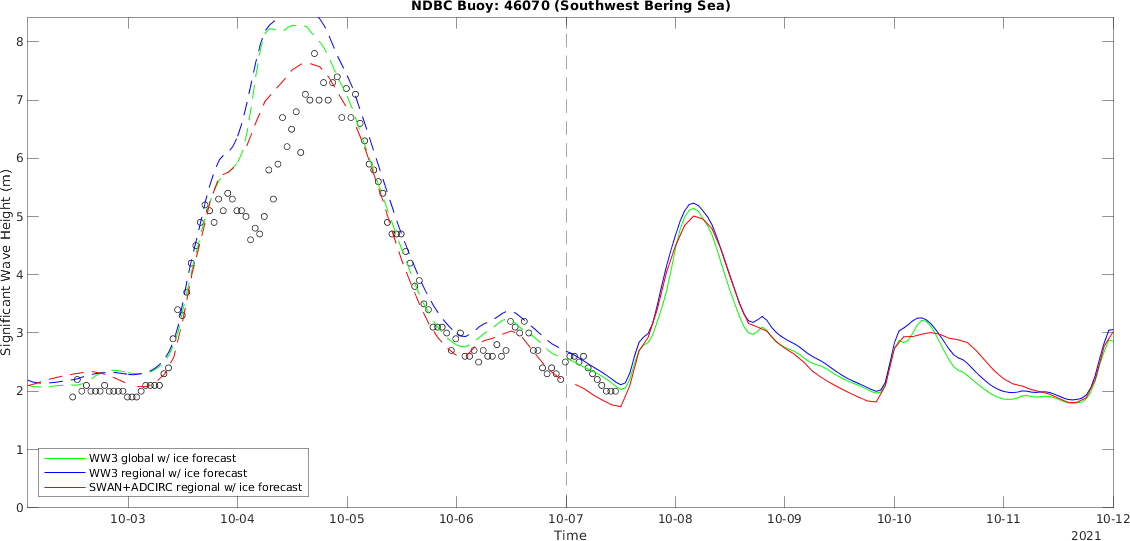 NDBC Buoy: 46070 (Southwest Bering Sea)
Significant Wave Height (m)
8
7
6
5
4
3
2
1
0
WW3 global w/ ice forecast
WW3 regional w/ ice forecast
SWAN+ADCIRC regional w/ ice forecast
10-03 10-04 10-05 10-06 10-07 10-08 10-09 10-10 10-11 10-12
Time
2021